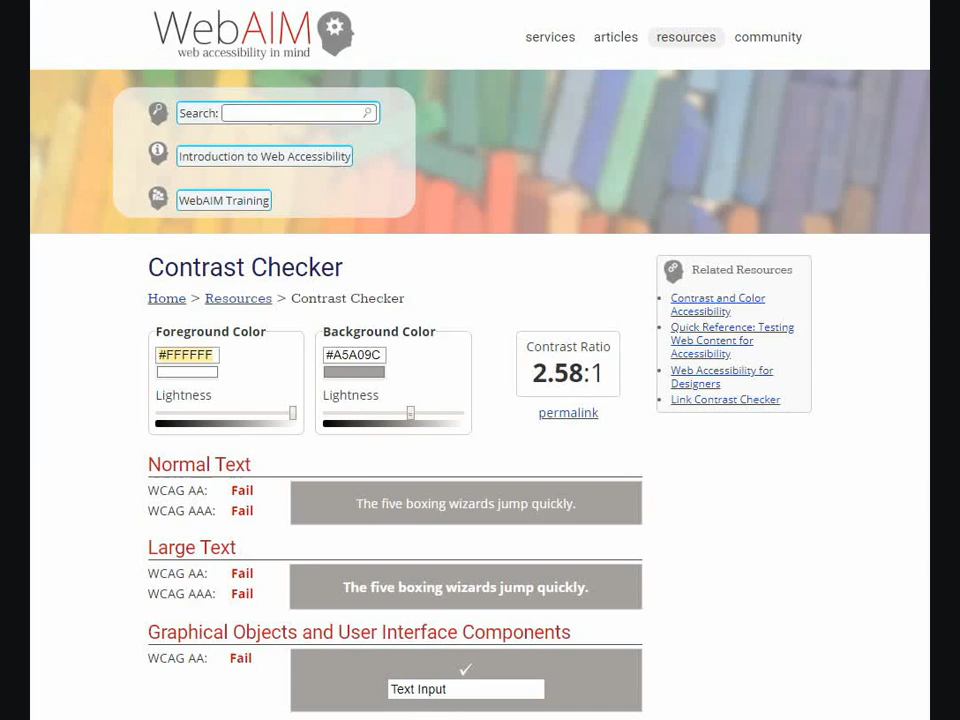 WebAIM
web accessibility in mind
services articles resources community
Search:
Introduction to Web Accessibility
WebAIM Training
Contrast Checker
Home > Resources > Contrast Checker
Foreground Color
#FFFFFF
Lightness
Background Color
#A5A09C
Lightness
Contrast Ratio
2.58:1
permalink
Related Resources
Contrast and Color
Accessibility
Quick Reference: Testing
Web Content for
Accessibility
Web Accessibility for
Designers
Link Contrast Checker
Normal Text
WCAG AA: Fail
WCAG AAA: Fail
The five boxing wizards jump quickly.
Large Text
WCAG AA: Fail
WCAG AAA: Fail
The five boxing wizards jump quickly.
Graphical Objects and User Interface Components
WCAG AA: Fail
✓
Text Input